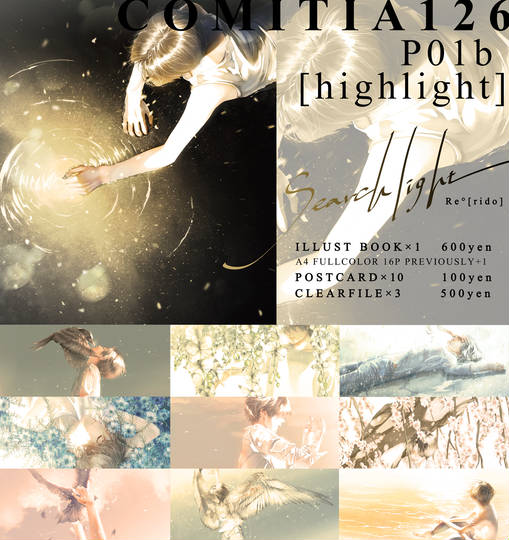 COMITIA126
P01b
[highlight]
Searchlight
Re°[rido]
ILLUST BOOK×1 600yen
A4 FULLCOLOR 16P PREVIOUSLY+1
POSTCARD×10 100yen
CLEARFILE×3 500yen